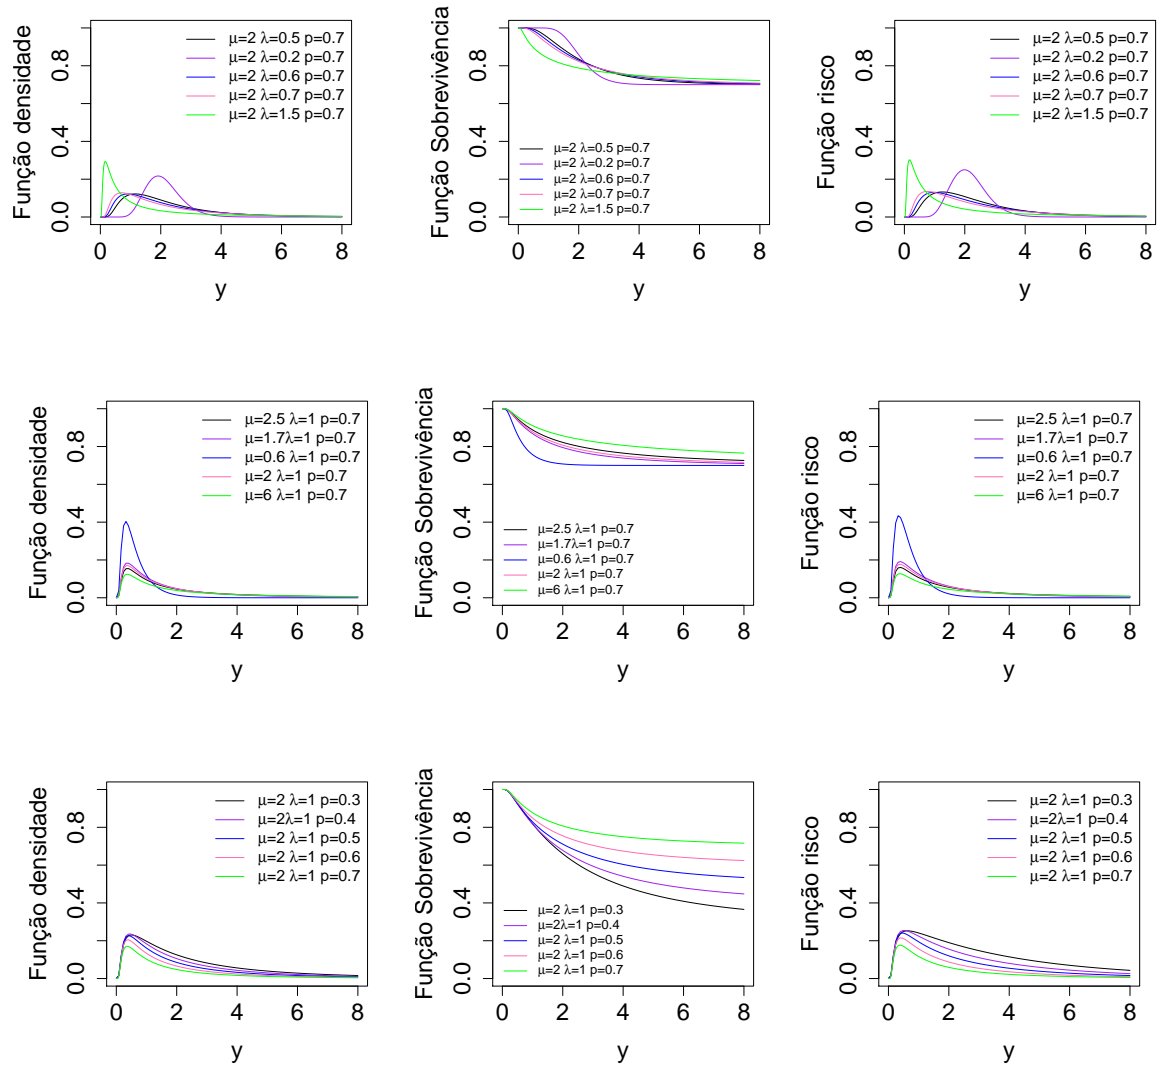 Função densidade
0.0 0.4 0.8
μ=2 λ=0.5 p=0.7
μ=2 λ=0.2 p=0.7
μ=2 λ=0.6 p=0.7
μ=2 λ=0.7 p=0.7
μ=2 λ=1.5 p=0.7
0 2 4 6 8
y
Função Sobrevivência
0.0 0.4 0.8
μ=2 λ=0.5 p=0.7
μ=2 λ=0.2 p=0.7
μ=2 λ=0.6 p=0.7
μ=2 λ=0.7 p=0.7
μ=2 λ=1.5 p=0.7
0 2 4 6 8
y
Função risco
0.0 0.4 0.8
μ=2 λ=0.5 p=0.7
μ=2 λ=0.2 p=0.7
μ=2 λ=0.6 p=0.7
μ=2 λ=0.7 p=0.7
μ=2 λ=1.5 p=0.7
0 2 4 6 8
y
Função densidade
0.0 0.4 0.8
μ=2.5 λ=1 p=0.7
μ=1.7λ=1 p=0.7
μ=0.6 λ=1 p=0.7
μ=2 λ=1 p=0.7
μ=6 λ=1 p=0.7
0 2 4 6 8
y
Função Sobrevivência
0.0 0.4 0.8
μ=2.5 λ=1 p=0.7
μ=1.7λ=1 p=0.7
μ=0.6 λ=1 p=0.7
μ=2 λ=1 p=0.7
μ=6 λ=1 p=0.7
0 2 4 6 8
y
Função risco
0.0 0.4 0.8
μ=2.5 λ=1 p=0.7
μ=1.7λ=1 p=0.7
μ=0.6 λ=1 p=0.7
μ=2 λ=1 p=0.7
μ=6 λ=1 p=0.7
0 2 4 6 8
y
Função densidade
0.0 0.4 0.8
μ=2 λ=1 p=0.3
μ=2λ=1 p=0.4
μ=2 λ=1 p=0.5
μ=2 λ=1 p=0.6
μ=2 λ=1 p=0.7
0 2 4 6 8
y
Função Sobrevivência
0.0 0.4 0.8
μ=2 λ=1 p=0.3
μ=2λ=1 p=0.4
μ=2 λ=1 p=0.5
μ=2 λ=1 p=0.6
μ=2 λ=1 p=0.7
0 2 4 6 8
y
Função risco
0.0 0.4 0.8
μ=2 λ=1 p=0.3
μ=2λ=1 p=0.4
μ=2 λ=1 p=0.5
μ=2 λ=1 p=0.6
μ=2 λ=1 p=0.7
0 2 4 6 8
y